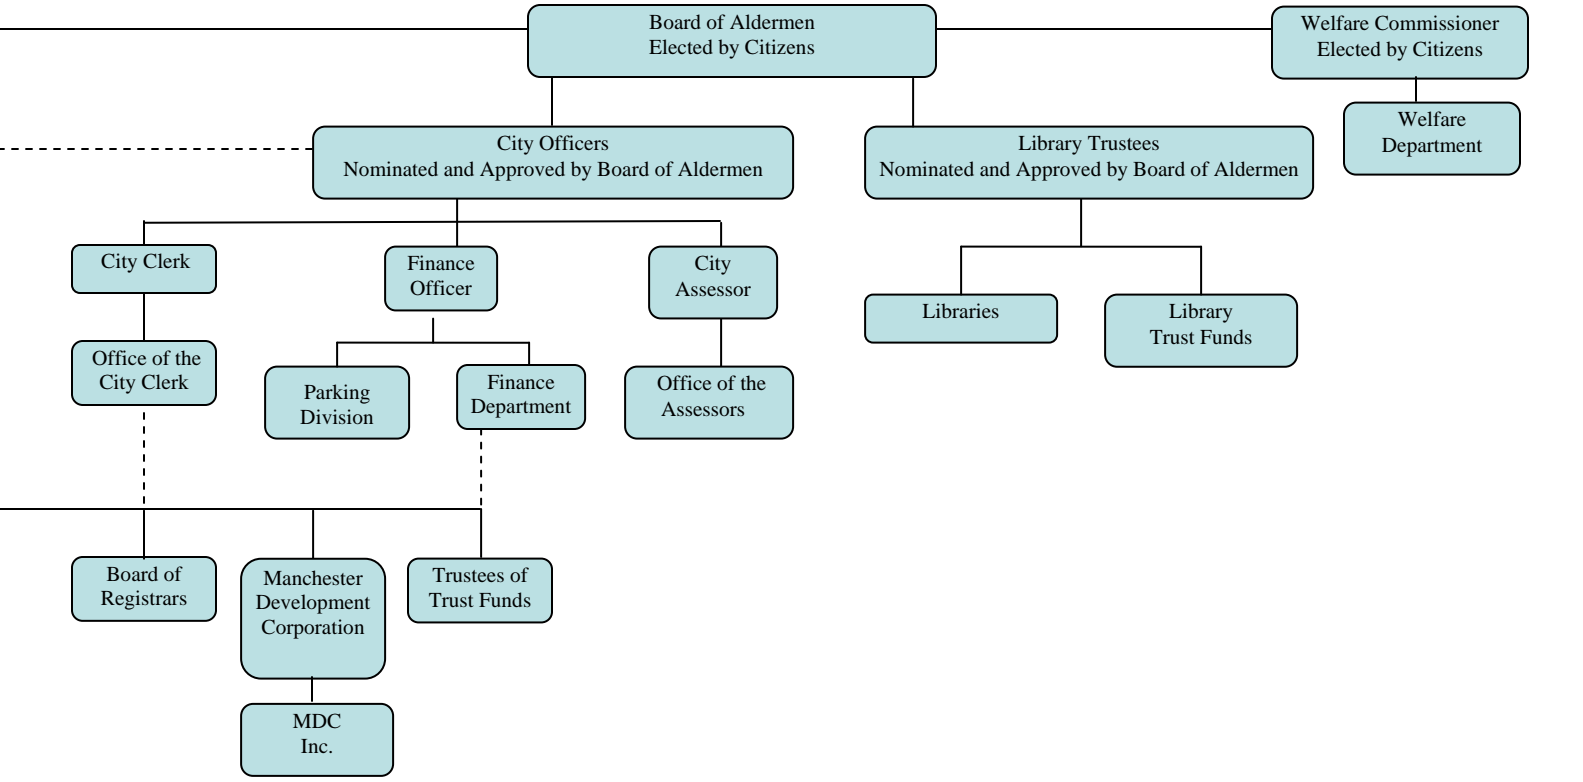 Board of Aldermen
Elected by Citizens
Welfare Commissioner
Elected by Citizens
Welfare
Department
City Officers
Nominated and Approved by Board of Aldermen
Library Trustees
Nominated and Approved by Board of Aldermen
City Clerk
Finance
Officer
City
Assessor
Libraries
Library
Trust Funds
Office of the
City Clerk
Parking
Division
Finance
Department
Office of the
Assessors
Board of
Registrars
Manchester
Development
Corporation
Trustees of
Trust Funds
MDC
Inc.